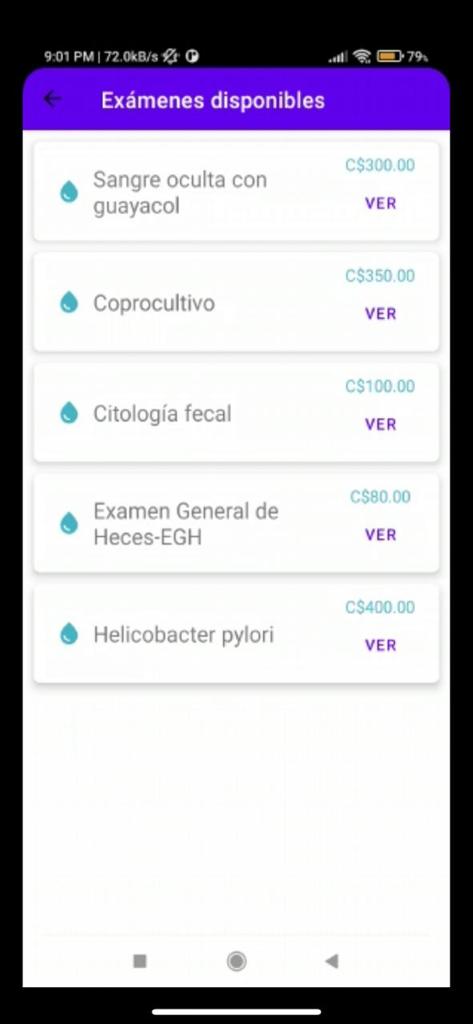 9:01 PM | 72.0kB/s
79%
Exámenes disponibles
Sangre oculta con
guayacol
C$300.00
VER
Coprocultivo
C$350.00
VER
Citología fecal
C$100.00
VER
Examen General de
Heces-EGH
C$80.00
VER
Helicobacter pylori
C$400.00
VER